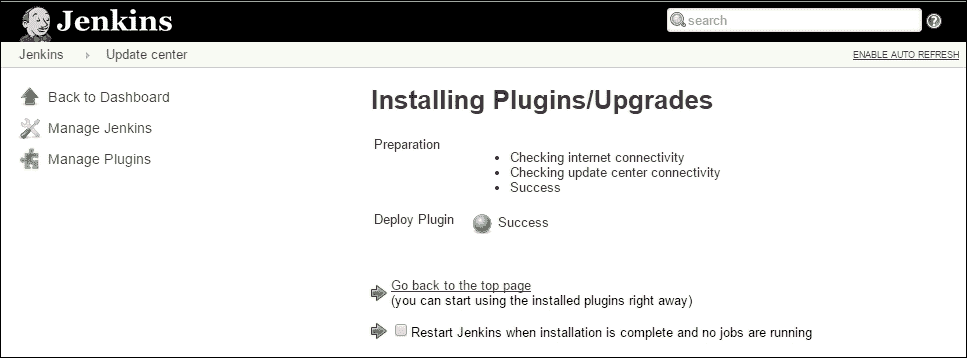 Jenkins
search
?
Jenkins
Update center
ENABLE AUTO REFRESH
Back to Dashboard
Manage Jenkins
Manage Plugins
Installing Plugins/Upgrades
Preparation
• Checking internet connectivity
• Checking update center connectivity
• Success
Deploy Plugin
Success
Go back to the top page
(you can start using the installed plugins right away)
Restart Jenkins when installation is complete and no jobs are running